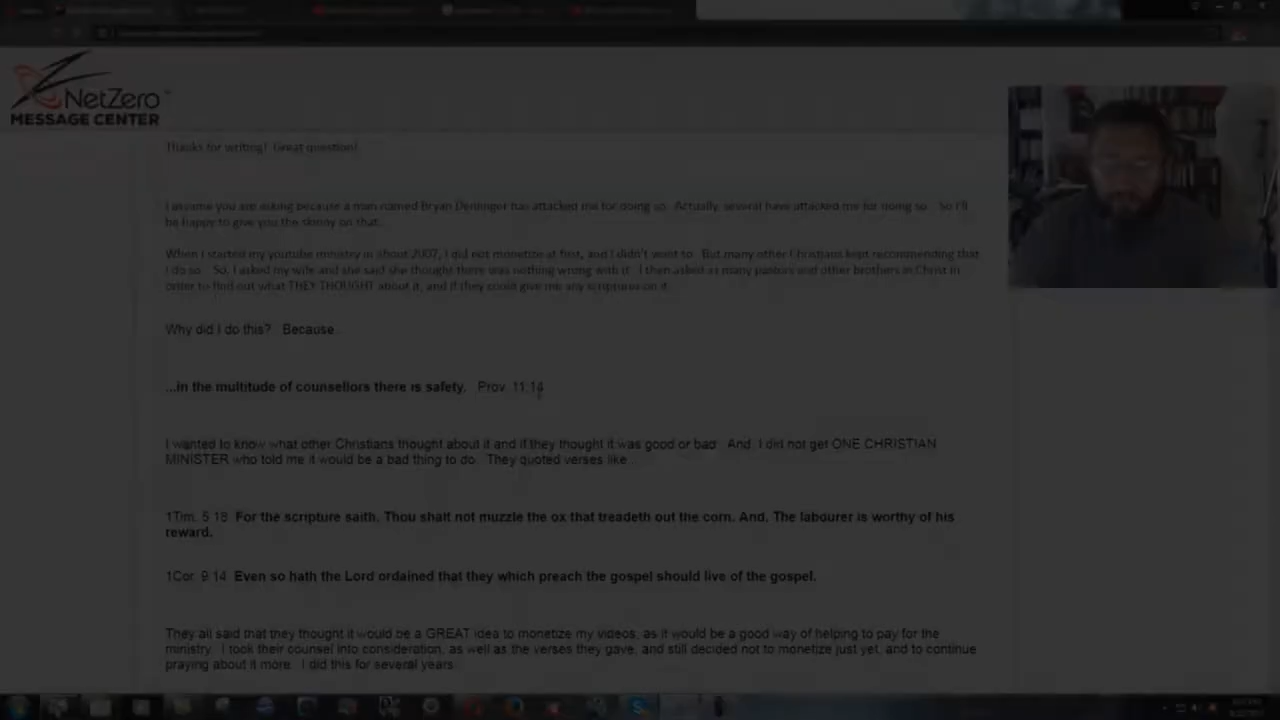 NetZero
MESSAGE CENTER
Thanks for writing! Great question!
I assume you are asking because a man named Bryan Denlinger has attacked me for doing so. Actually, several have attacked me for doing so. So I'll
be happy to give you the skinny on that.
When I started my youtube ministry in about 2007, I did not monetize at first, and I didn't want to. But many other Christians kept recommending that
I do so. So, I asked my wife and she said she thought there was nothing wrong with it. I then asked as many pastors and other brothers in Christ in
order to find out what THEY THOUGHT about it, and if they could give me any scriptures on it.
Why did I do this? Because...
...in the multitude of counsellors there is safety. Prov. 11:14
I wanted to know what other Christians thought about it and if they thought it was good or bad. And, I did not get ONE CHRISTIAN
MINISTER who told me it would be a bad thing to do. They quoted verses like...
1Tim. 5:18 For the scripture saith, Thou shalt not muzzle the ox that treadeth out the corn. And, The labourer is worthy of his
reward.
1Cor. 9:14 Even so hath the Lord ordained that they which preach the gospel should live of the gospel.
They all said that they thought it would be a GREAT idea to monetize my videos, as it would be a good way of helping to pay for the
ministry. I took their counsel into consideration, as well as the verses they gave, and still decided not to monetize just yet, and to continue
praying about it more. I did this for several years.